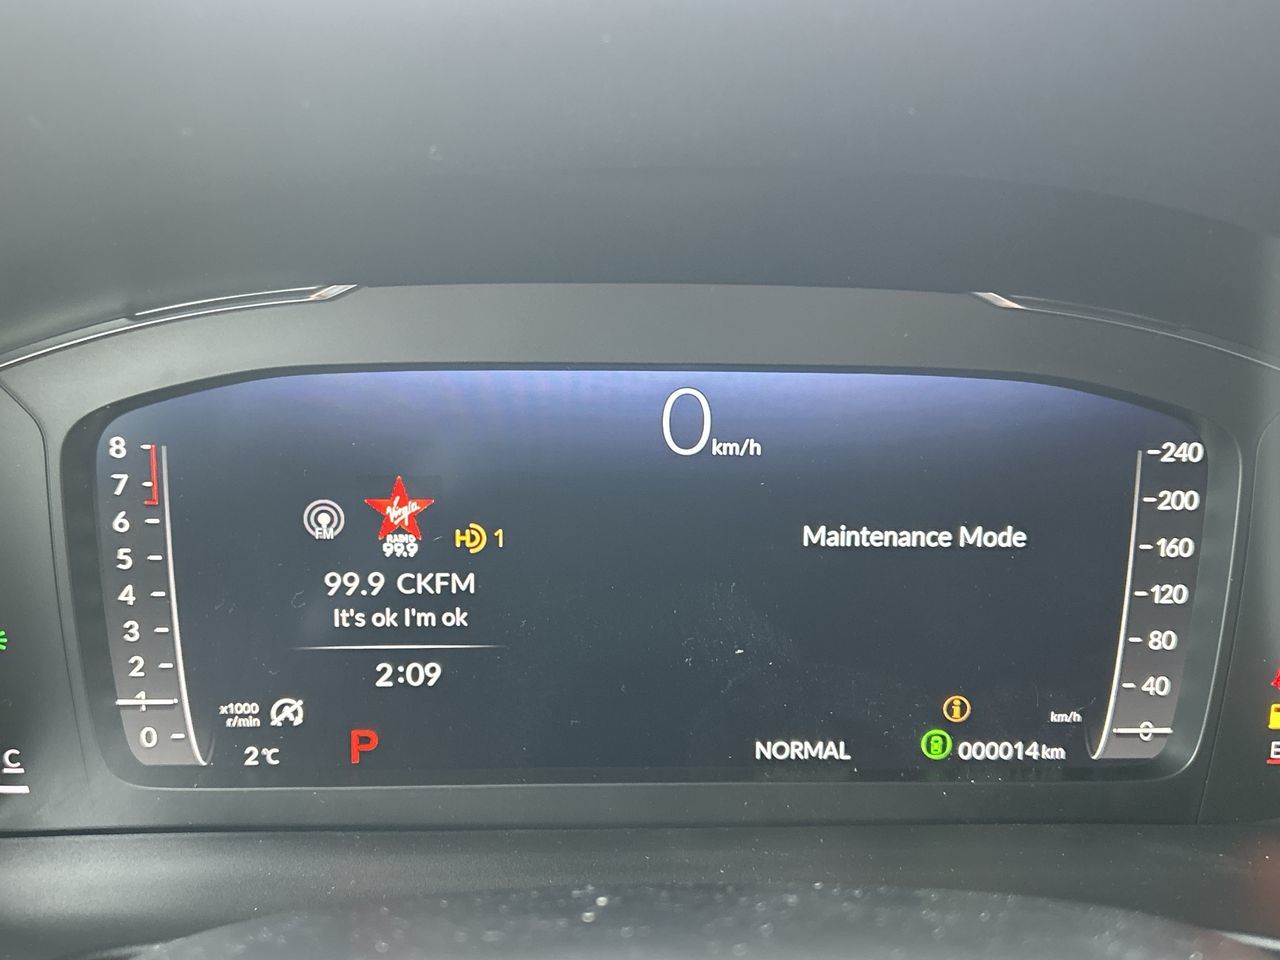 0 km/h
8
7
6
5
4
3
2
1
0
x1000
r/min
2°C
C
P
FM
Virgin
RADIO
99.9
HD 1
99.9 CKFM
It's ok I'm ok
2:09
Maintenance Mode
NORMAL
i
000014 km
240
200
160
120
80
40
0
km/h
E